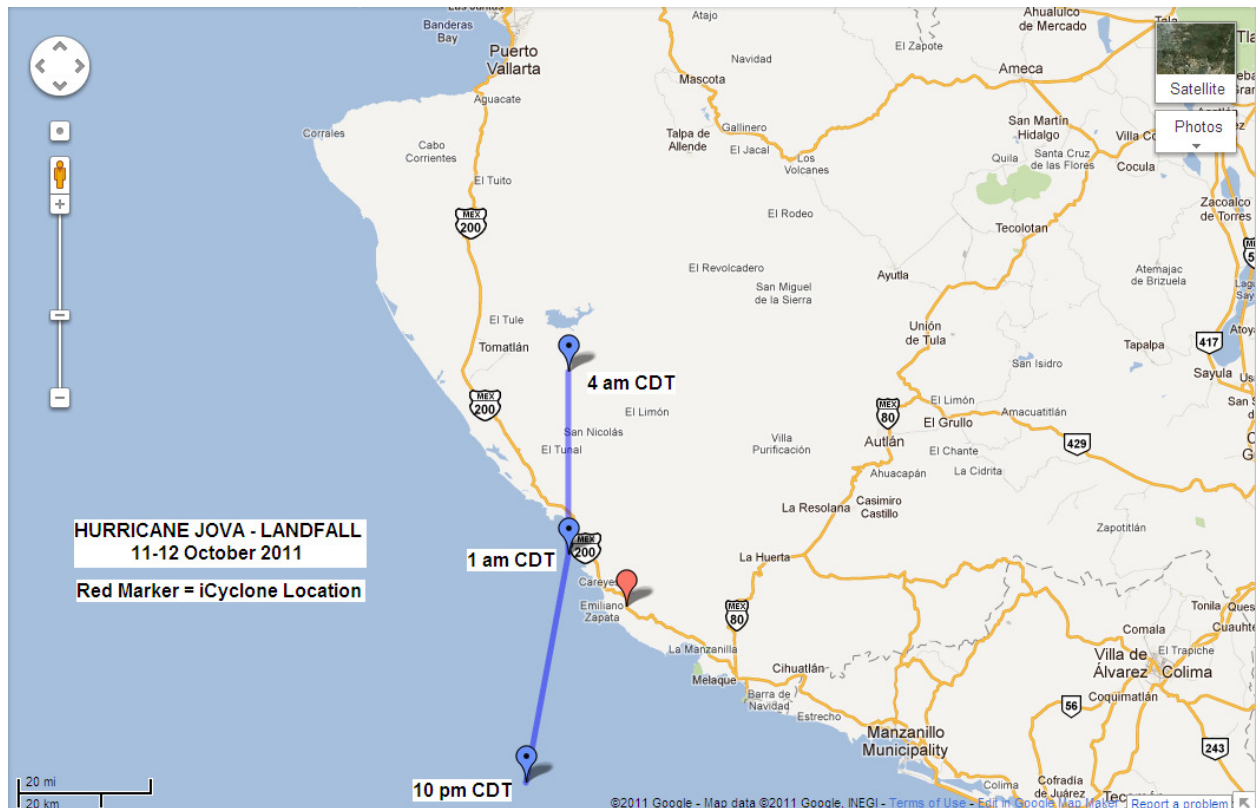 Banderas
Bay
Puerto
Vallarta
Atajo
Ahualulco
de Mercado
Tala
El Zapote
Navidad
Ameca
Satellite
Photos
Mascota
Aguacate
Corrales
Cabo
Corrientes
Talpa de
Allende
Gallinero
El Jacal
Los
Volcanes
San Martín
Hidalgo
Quila
Santa Cruz
de las Flores
Villa C
Cocula
El Tuito
MEX
200
El Rodeo
Tecolotan
Zacoalco
de Torres
El Revolcadero
San Miguel
de la Sierra
Ayutla
Atemajac
de Brizuela
El Tule
Tomatlán
Unión
de Tula
417
Tapalpa
Sayula
San Isidro
4 am CDT
MEX
200
El Limón
San Nicolás
El Tunal
Villa
Purificación
MEX
80
Autlán
El Limón
El Grullo
Amacuatitlán
429
El Chante
La Cidrita
Ahuacapán
La Resolana
Casimiro
Castillo
Zapotitlán
HURRICANE JOVA - LANDFALL
11-12 October 2011
Red Marker = iCyclone Location
1 am CDT
MEX
200
La Huerta
Careyes
Emiliano
Zapata
MEX
80
Tonila
Comala
El Trapiche
Villa de
Álvarez
Colima
La Manzanilla
Melaque
Cihuatlán
Barra de
Navidad
Estrecho
Coquimatlán
56
Manzanillo
Municipality
243
10 pm CDT
20 mi
20 km
Colima
Cofradía
de Juárez
©2011 Google - Map data ©2011 Google, INEGI - Terms of Use - Edit in Google Map Maker
Report a problem